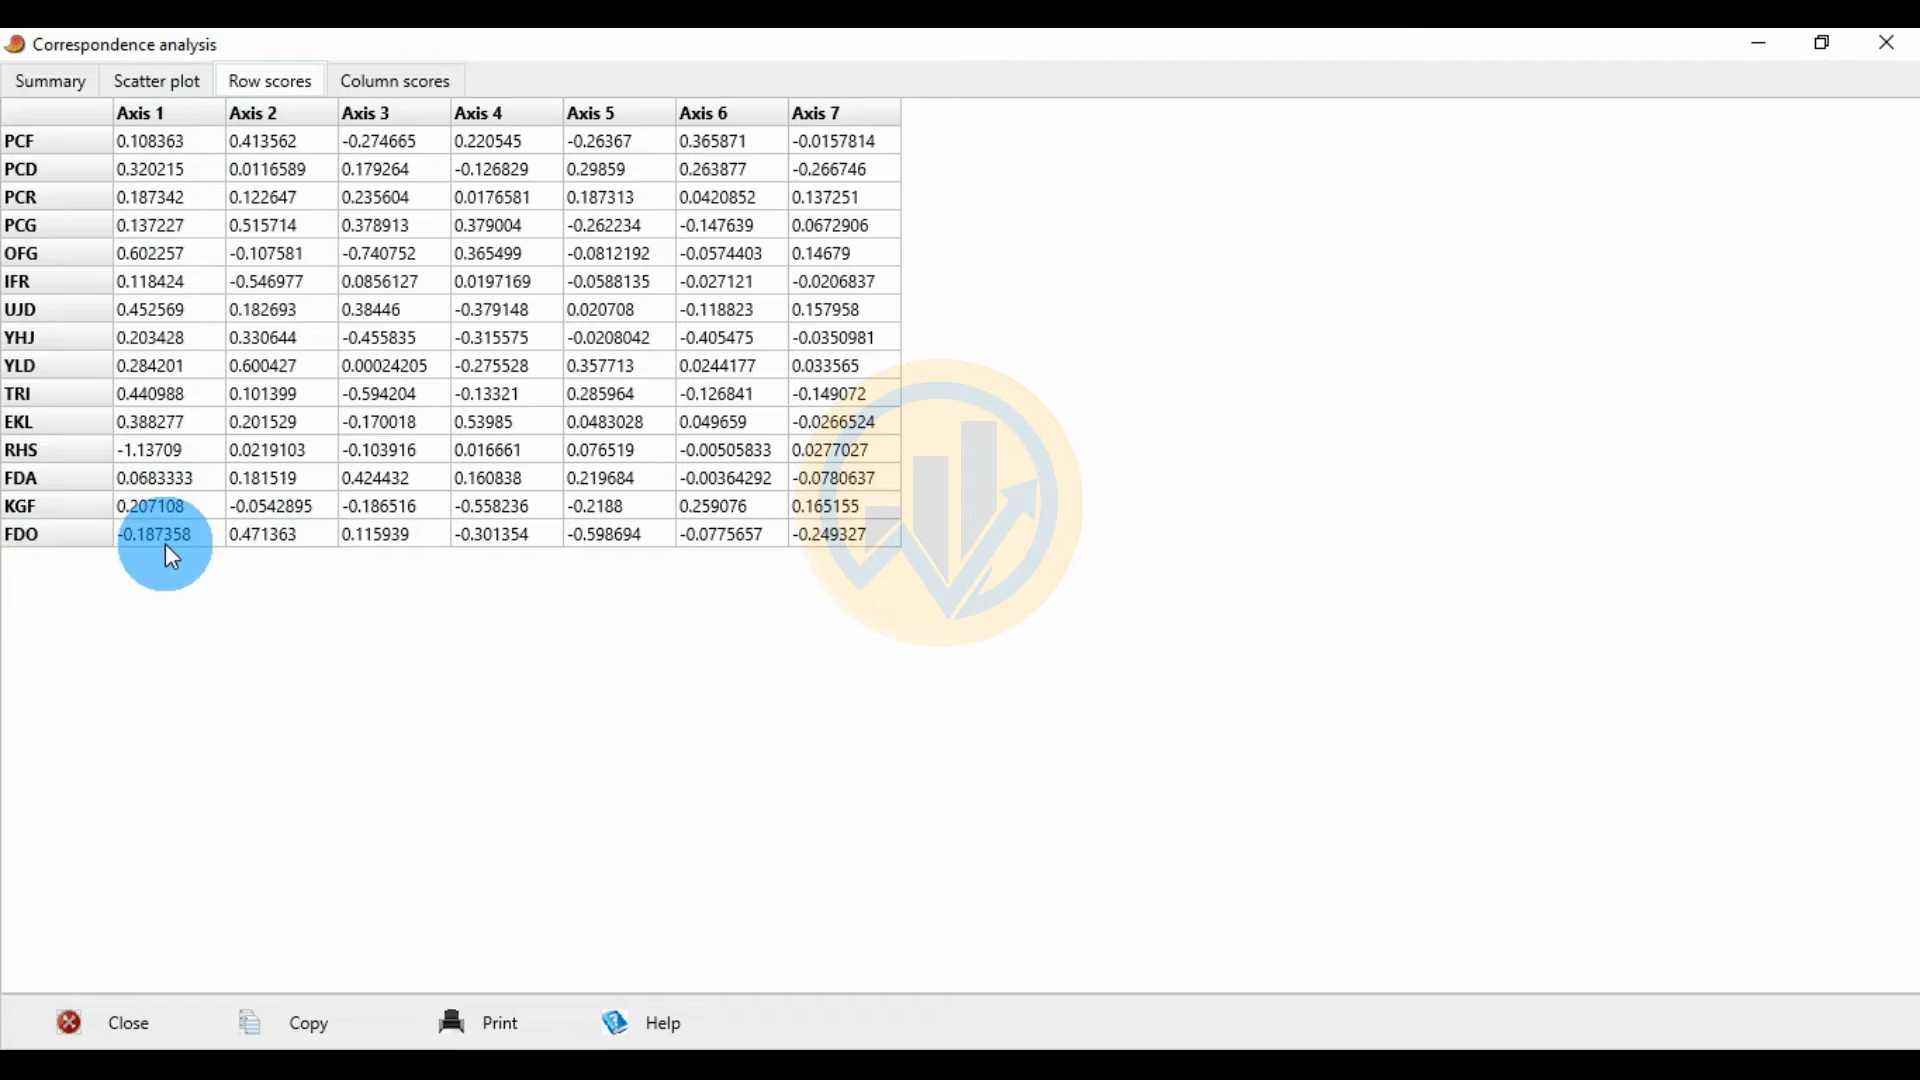 Correspondence analysis
Summary Scatter plot Row scores Column scores
Axis 1 Axis 2 Axis 3 Axis 4 Axis 5 Axis 6 Axis 7
PCF 0.108363 0.413562 -0.274665 0.220545 -0.26367 0.365871 -0.0157814
PCD 0.320215 0.0116589 0.179264 -0.126829 0.29859 0.263877 -0.266746
PCR 0.187342 0.122647 0.235604 0.0176581 0.187313 0.0420852 0.137251
PCG 0.137227 0.515714 0.378913 0.379004 -0.262234 -0.147639 0.0672906
OFG 0.602257 -0.107581 -0.740752 0.365499 -0.0812192 -0.0574403 0.14679
IFR 0.118424 -0.546977 0.0856127 0.0197169 -0.0588135 -0.027121 -0.0206837
UJD 0.452569 0.182693 0.38446 -0.379148 0.020708 -0.118823 0.157958
YHJ 0.203428 0.330644 -0.455835 -0.315575 -0.0208042 -0.405475 -0.0350981
YLD 0.284201 0.600427 0.00024205 -0.275528 0.357713 0.0244177 0.033565
TRI 0.440988 0.101399 -0.594204 -0.13321 0.285964 -0.126841 -0.149072
EKL 0.388277 0.201529 -0.170018 0.53985 0.0483028 0.049659 -0.0266524
RHS -1.13709 0.0219103 -0.103916 0.016661 0.076519 -0.00505833 0.0277027
FDA 0.0683333 0.181519 0.424432 0.160838 0.219684 -0.00364292 -0.0780637
KGF 0.207108 -0.0542895 -0.186516 -0.558236 -0.2188 0.259076 0.165155
FDO -0.187358 0.471363 0.115939 -0.301354 -0.598694 -0.0775657 -0.249327
Close Copy Print Help